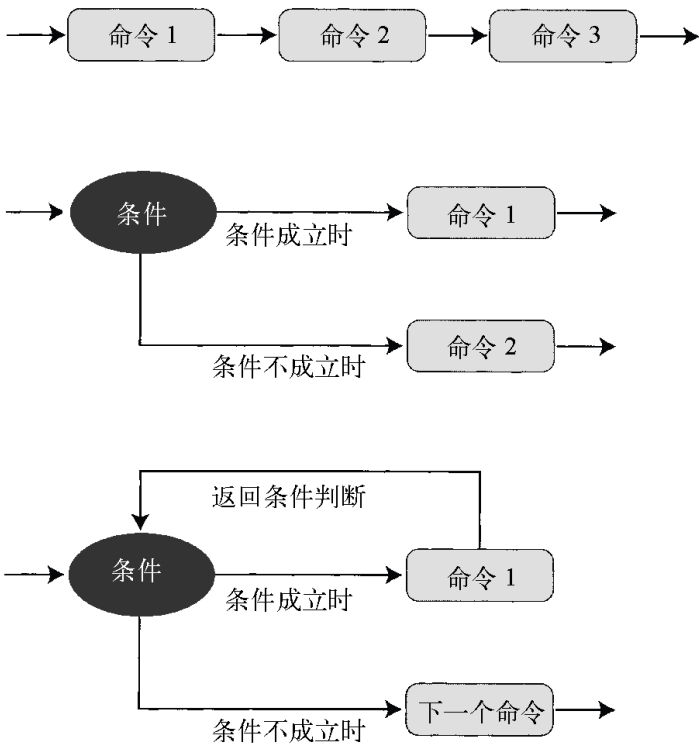 命令 1
命令 2
命令 3
条件
条件成立时
命令 1
条件不成立时
命令 2
返回条件判断
条件
条件成立时
命令 1
条件不成立时
下一个命令